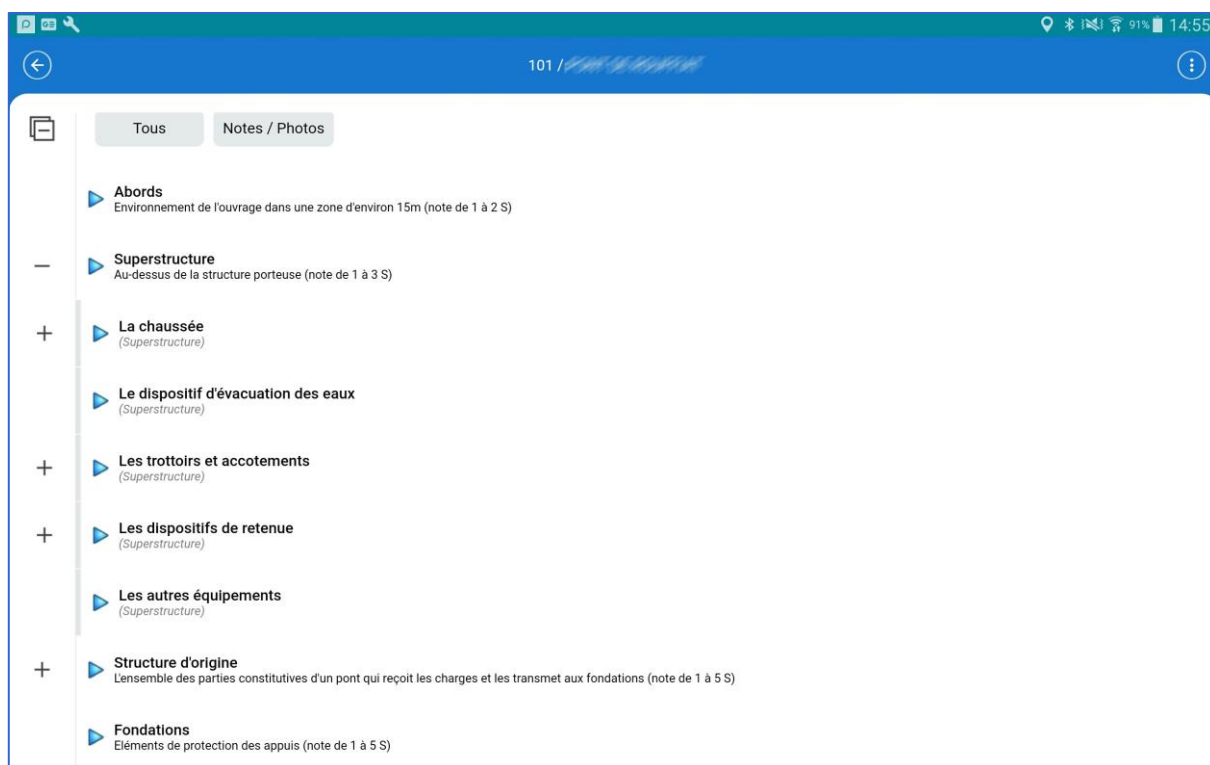 91% 14:55
101 /
Tous
Notes / Photos
Abords
Environnement de l'ouvrage dans une zone d'environ 15m (note de 1 à 2 S)
Superstructure
Au-dessus de la structure porteuse (note de 1 à 3 S)
La chaussée
(Superstructure)
Le dispositif d'évacuation des eaux
(Superstructure)
Les trottoirs et accotements
(Superstructure)
Les dispositifs de retenue
(Superstructure)
Les autres équipements
(Superstructure)
Structure d'origine
L'ensemble des parties constitutives d'un pont qui reçoit les charges et les transmet aux fondations (note de 1 à 5 S)
Fondations
Eléments de protection des appuis (note de 1 à 5 S)